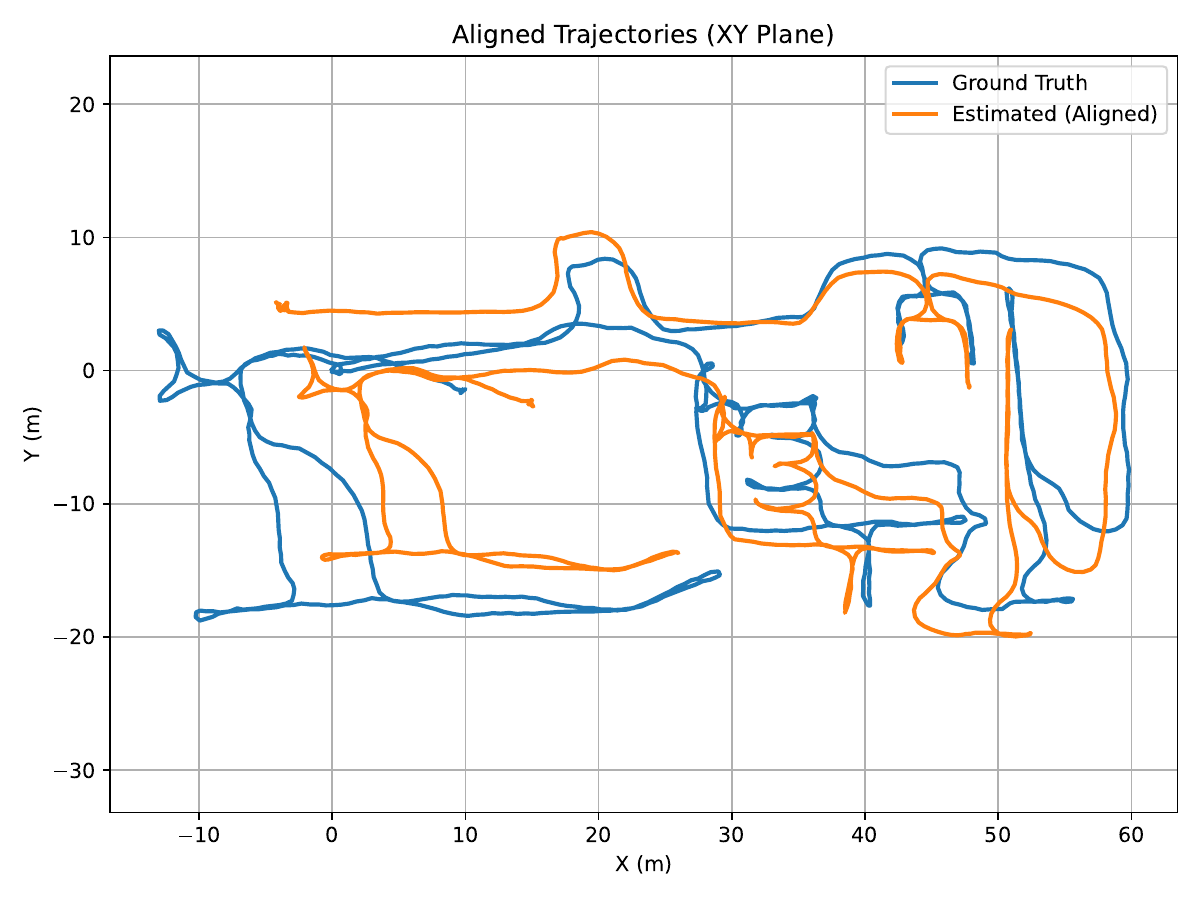 Aligned Trajectories (XY Plane)
Ground Truth
Estimated (Aligned)
20
10
0
−10
−20
−30
Y (m)
−10 0 10 20 30 40 50 60
X (m)